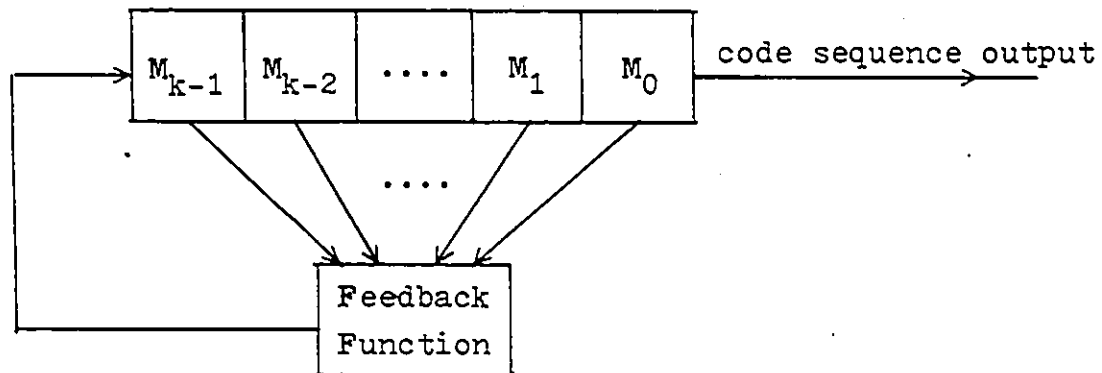 M_{k-1} M_{k-2} .... M_1 M_0
code sequence output
....
Feedback
Function